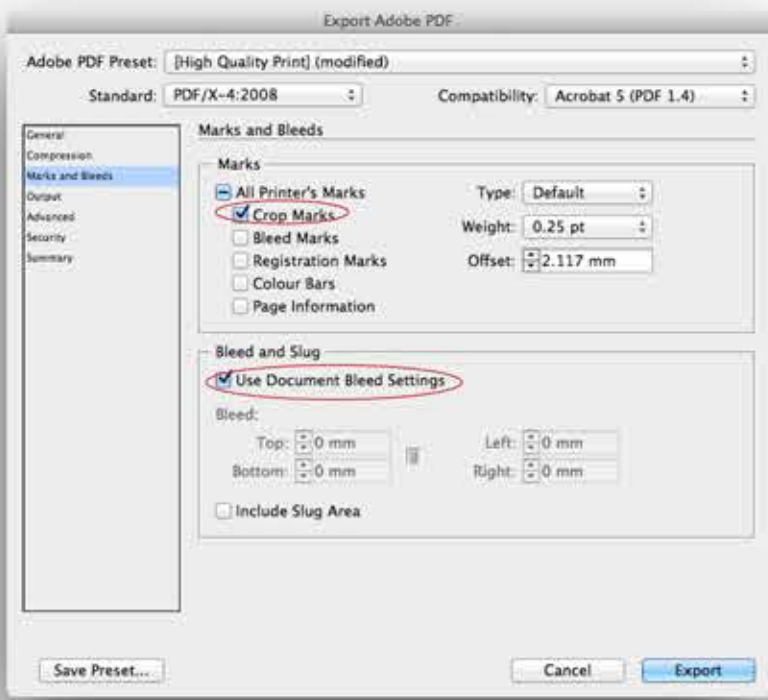 Export Adobe PDF
Adobe PDF Preset: [High Quality Print] (modified)
Standard: PDF/X-4:2008 Compatibility: Acrobat 5 (PDF 1.4)
General
Compression
Marks and Bleeds
Output
Advanced
Security
Summary
Marks and Bleeds
Marks
All Printer's Marks
Crop Marks
Bleed Marks
Registration Marks
Colour Bars
Page Information
Type: Default
Weight: 0.25 pt
Offset: 2.117 mm
Bleed and Slug
Use Document Bleed Settings
Bleed:
Top: 0 mm Left: 0 mm
Bottom: 0 mm Right: 0 mm
Include Slug Area
Save Preset... Cancel Export